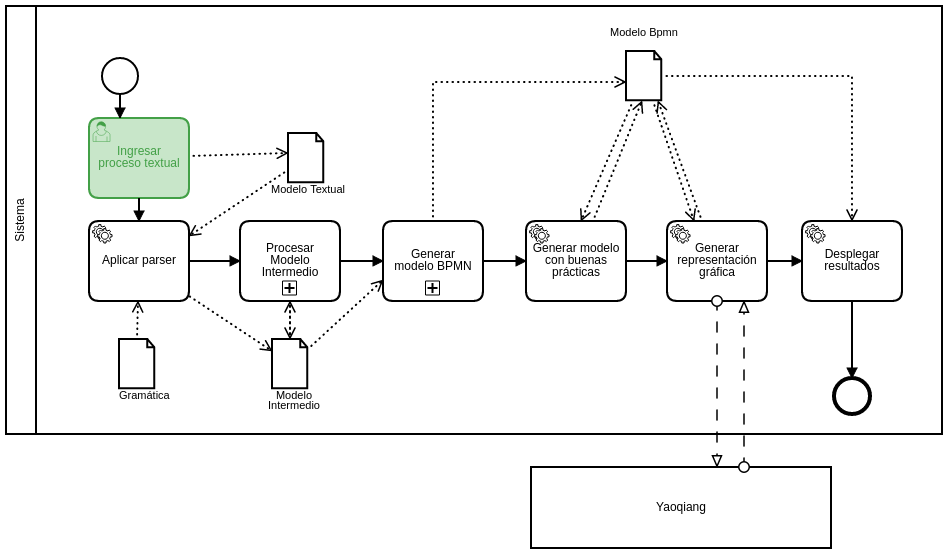 Modelo Bpmn
Ingresar
proceso textual
Modelo Textual
Sistema
Aplicar parser
Procesar
Modelo
Intermedio
Generar
modelo BPMN
Generar modelo
con buenas
prácticas
Generar
representación
gráfica
Desplegar
resultados
Gramática
Modelo
Intermedio
Yaoqiang